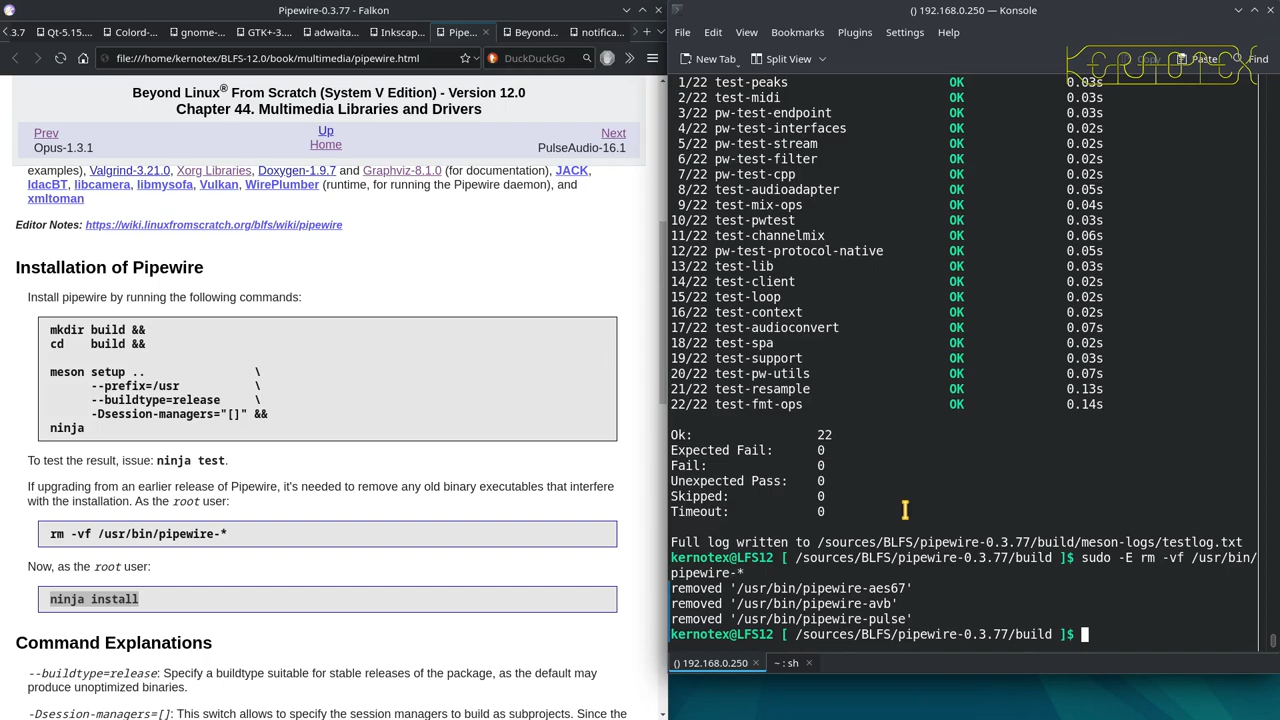 Pipewire-0.3.77 - Falkon
3.7
Qt-5.15....
Colord-...
gnome-...
GTK+-3....
adwaita...
Inkscap...
Pipe...
Beyond...
notifica...
file:///home/kernotex/BLFS-12.0/book/multimedia/pipewire.html
DuckDuckGo
Beyond Linux® From Scratch (System V Edition) - Version 12.0
Chapter 44. Multimedia Libraries and Drivers
Prev
Up
Next
Opus-1.3.1
Home
PulseAudio-16.1
examples), Valgrind-3.21.0, Xorg Libraries, Doxygen-1.9.7 and Graphviz-8.1.0 (for documentation), JACK,
ldacBT, libcamera, libmysofa, Vulkan, WirePlumber (runtime, for running the Pipewire daemon), and
xmltoman
Editor Notes: https://wiki.linuxfromscratch.org/blfs/wiki/pipewire
Installation of Pipewire
Install pipewire by running the following commands:
mkdir build &&
cd    build &&
meson setup ..                 \
      --prefix=/usr            \
      --buildtype=release      \
      -Dsession-managers="[]" &&
ninja
To test the result, issue: ninja test.
If upgrading from an earlier release of Pipewire, it's needed to remove any old binary executables that interfere
with the installation. As the root user:
rm -vf /usr/bin/pipewire-*
Now, as the root user:
ninja install
Command Explanations
--buildtype=release: Specify a buildtype suitable for stable releases of the package, as the default may
produce unoptimized binaries.
-Dsession-managers=[]: This switch allows to specify the session managers to build as subprojects. Since the
() 192.168.0.250 — Konsole
File Edit View Bookmarks Plugins Settings Help
New Tab
Split View
Copy
Paste
Find
KERNOTEX
1/22 test-peaks OK 0.03s
2/22 test-midi OK 0.03s
3/22 pw-test-endpoint OK 0.03s
4/22 pw-test-interfaces OK 0.02s
5/22 pw-test-stream OK 0.02s
6/22 pw-test-filter OK 0.02s
7/22 pw-test-cpp OK 0.02s
8/22 test-audioadapter OK 0.05s
9/22 test-mix-ops OK 0.04s
10/22 test-pwtest OK 0.03s
11/22 test-channelmix OK 0.06s
12/22 pw-test-protocol-native OK 0.05s
13/22 test-lib OK 0.03s
14/22 test-client OK 0.02s
15/22 test-loop OK 0.02s
16/22 test-context OK 0.02s
17/22 test-audioconvert OK 0.07s
18/22 test-spa OK 0.02s
19/22 test-support OK 0.03s
20/22 test-pw-utils OK 0.07s
21/22 test-resample OK 0.13s
22/22 test-fmt-ops OK 0.14s
Ok: 22
Expected Fail: 0
Fail: 0
Unexpected Pass: 0
Skipped: 0
Timeout: 0
Full log written to /sources/BLFS/pipewire-0.3.77/build/meson-logs/testlog.txt
kernotex@LFS12 [ /sources/BLFS/pipewire-0.3.77/build ]$ sudo -E rm -vf /usr/bin/
pipewire-*
removed '/usr/bin/pipewire-aes67'
removed '/usr/bin/pipewire-avb'
removed '/usr/bin/pipewire-pulse'
kernotex@LFS12 [ /sources/BLFS/pipewire-0.3.77/build ]$
() 192.168.0.250
~ : sh